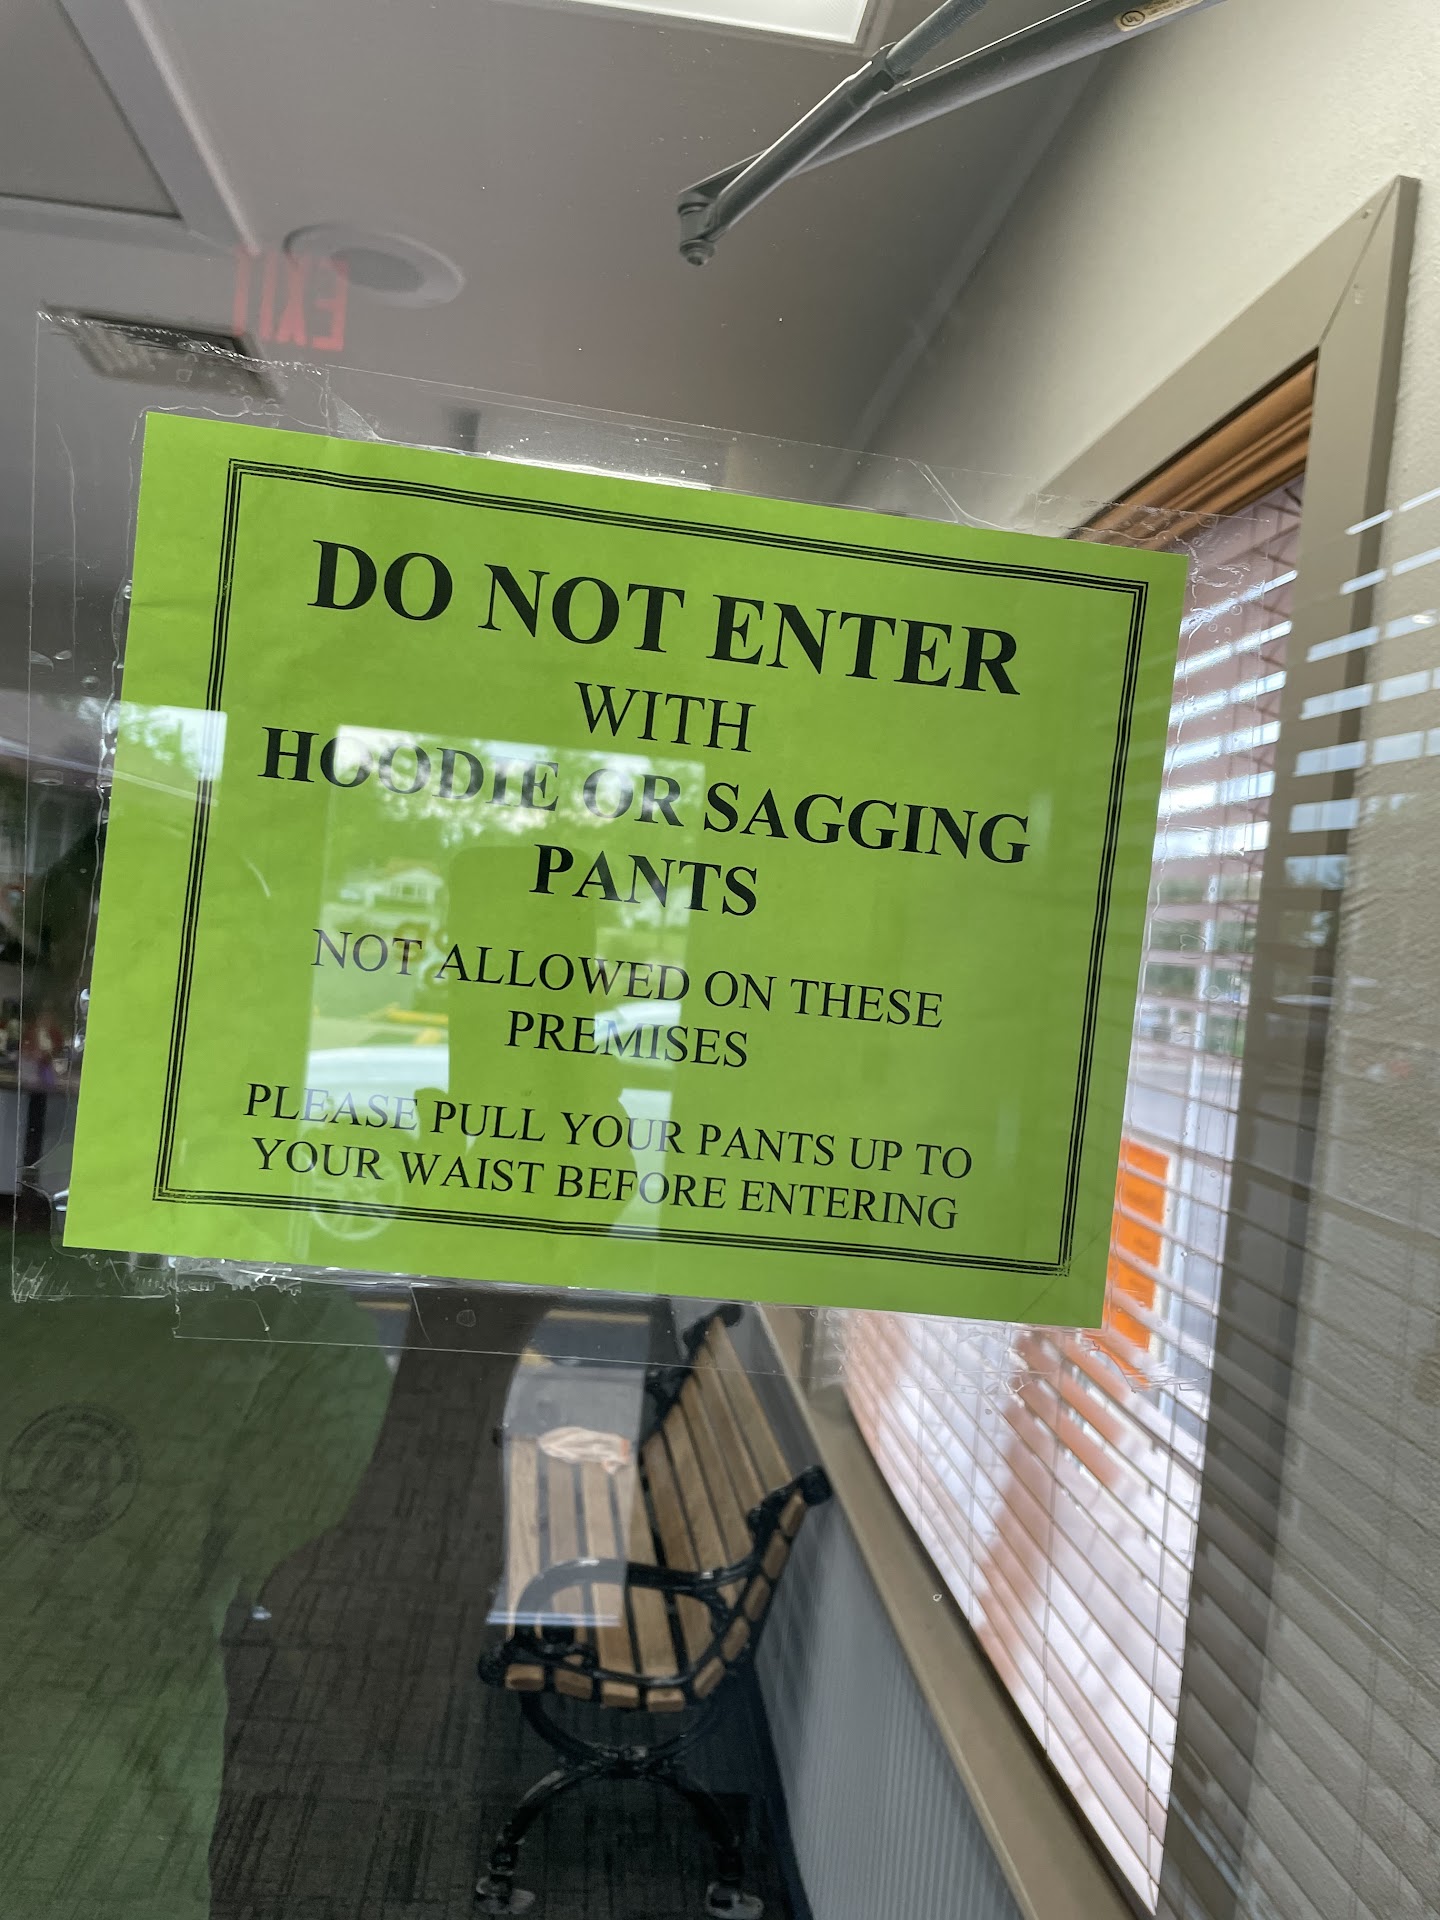 EXIT
DO NOT ENTER
WITH
HOODIE OR SAGGING
PANTS
NOT ALLOWED ON THESE
PREMISES
PLEASE PULL YOUR PANTS UP TO
YOUR WAIST BEFORE ENTERING